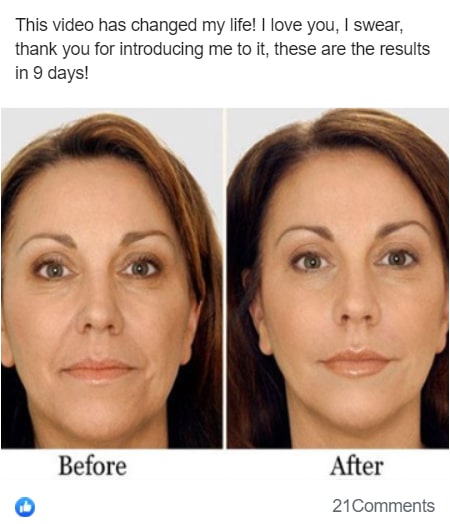 This video has changed my life! I love you, I swear,
thank you for introducing me to it, these are the results
in 9 days!
Before
After
21Comments